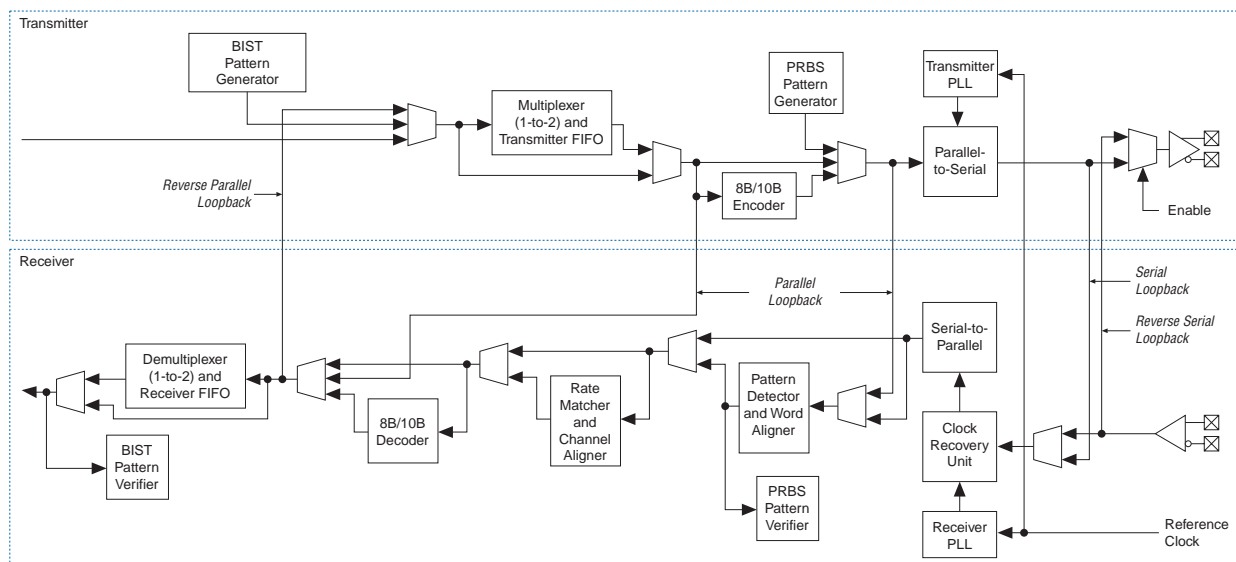 Transmitter
BIST
Pattern
Generator
PRBS
Pattern
Generator
Transmitter
PLL
Multiplexer
(1-to-2) and
Transmitter FIFO
Parallel-
to-Serial
Reverse Parallel
Loopback
8B/10B
Encoder
Enable
Receiver
Parallel
Loopback
Serial
Loopback
Reverse Serial
Loopback
Serial-to-
Parallel
Demultiplexer
(1-to-2) and
Receiver FIFO
Pattern
Detector
and Word
Aligner
Rate
Matcher
and
Channel
Aligner
8B/10B
Decoder
Clock
Recovery
Unit
BIST
Pattern
Verifier
PRBS
Pattern
Verifier
Receiver
PLL
Reference
Clock